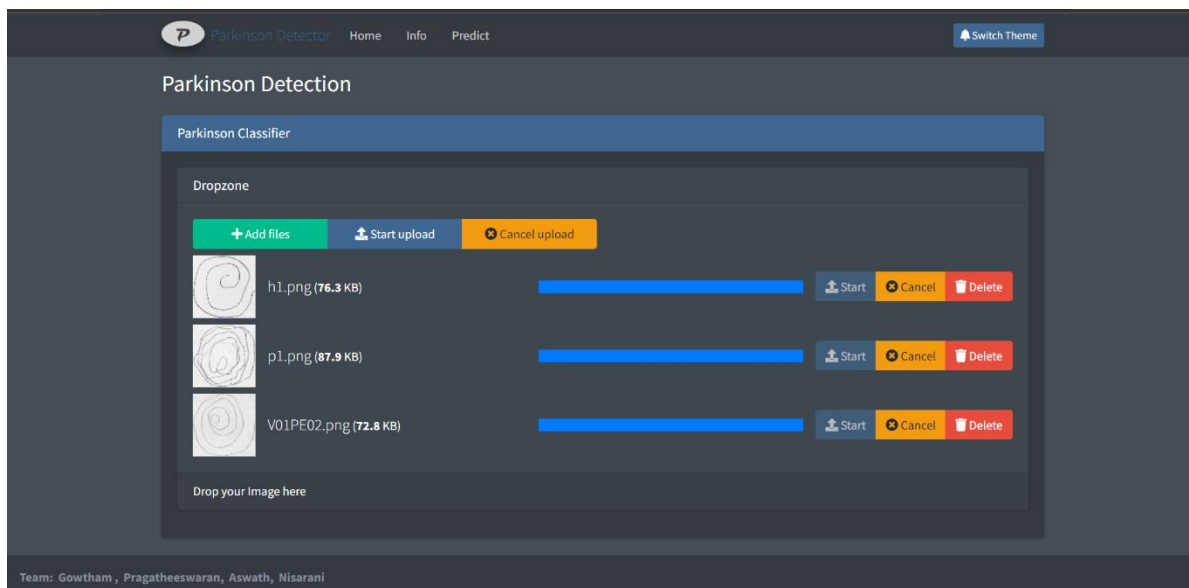 P Parkinson Detector Home Info Predict Switch Theme
Parkinson Detection
Parkinson Classifier
Dropzone
Add files Start upload Cancel upload
h1.png (76.3 KB) Start Cancel Delete
p1.png (87.9 KB) Start Cancel Delete
V01PE02.png (72.8 KB) Start Cancel Delete
Drop your Image here
Team: Gowtham , Pragatheeswaran, Aswath, Nisarani